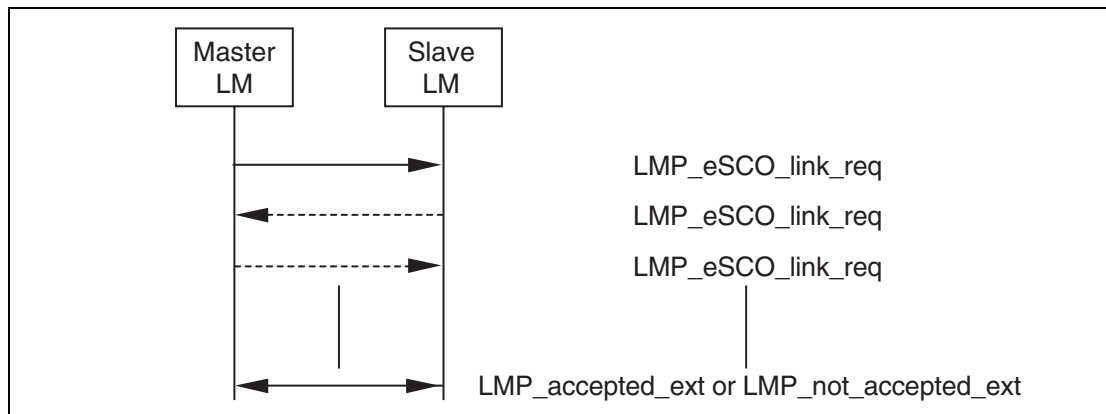 Master
LM
Slave
LM
LMP_eSCO_link_req
LMP_eSCO_link_req
LMP_eSCO_link_req
LMP_accepted_ext or LMP_not_accepted_ext